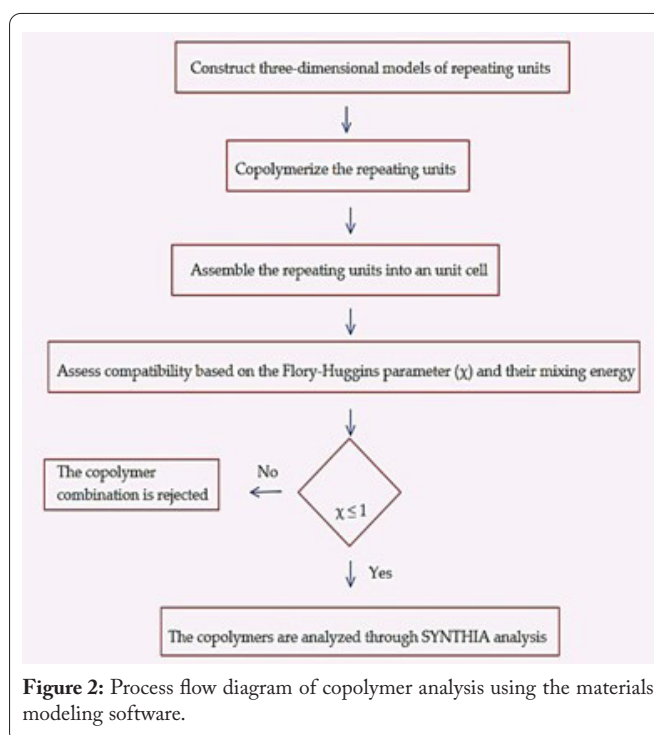 Construct three-dimensional models of repeating units
Copolymerize the repeating units
Assemble the repeating units into an unit cell
Assess compatibility based on the Flory-Huggins parameter (χ) and their mixing energy
The copolymer
combination is rejected
No
χ ≤ 1
Yes
The copolymers are analyzed through SYNTHIA analysis
Figure 2: Process flow diagram of copolymer analysis using the materials
modeling software.